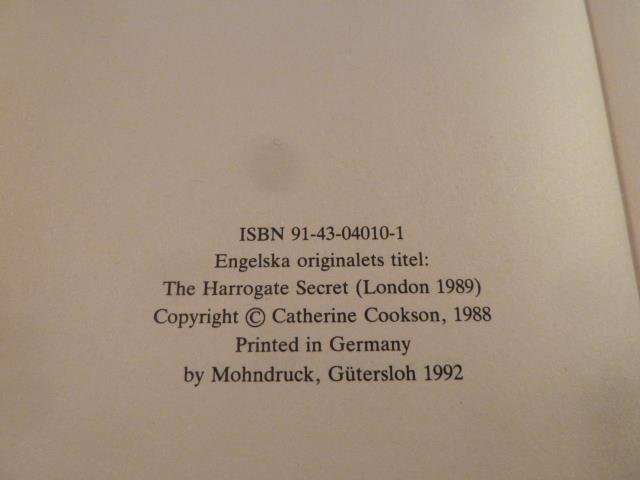 ISBN 91-43-04010-1
Engelska originalets titel:
The Harrogate Secret (London 1989)
Copyright © Catherine Cookson, 1988
Printed in Germany
by Mohndruck, Gütersloh 1992